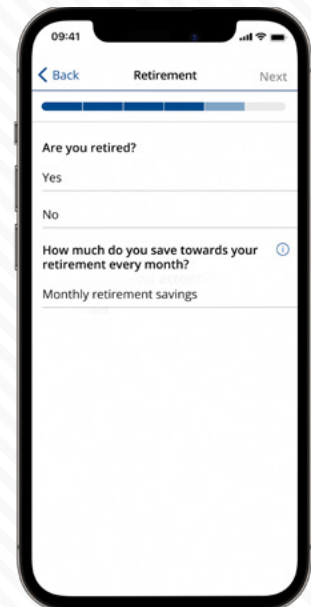 09:41
Back Retirement Next
Are you retired?
Yes
No
How much do you save towards your
retirement every month?
Monthly retirement savings